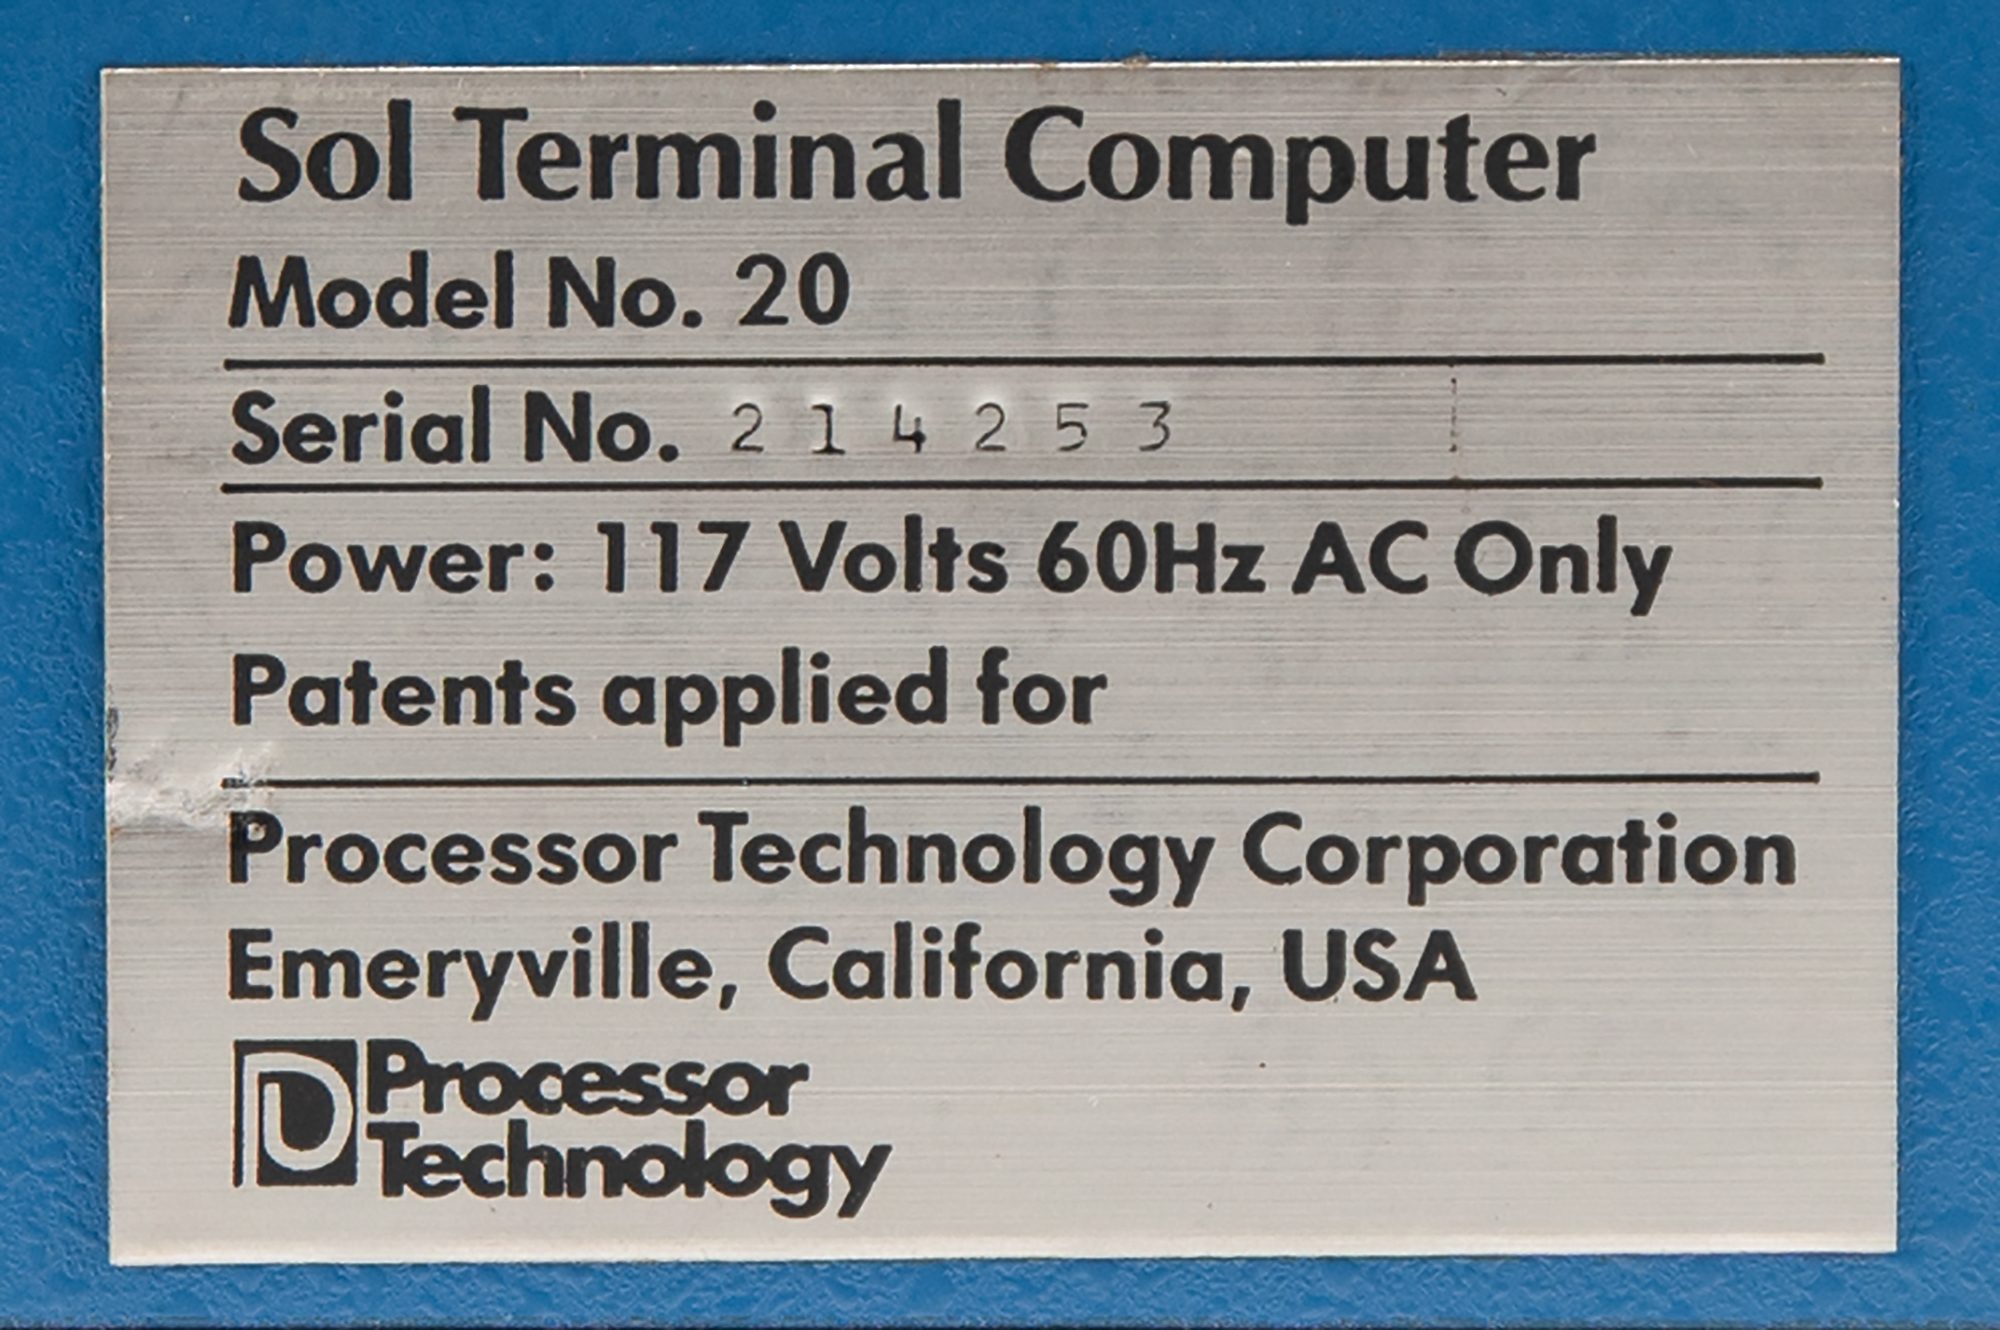 Sol Terminal Computer
Model No. 20
Serial No. 214253
Power: 117 Volts 60Hz AC Only
Patents applied for
Processor Technology Corporation
Emeryville, California, USA
Processor
Technology